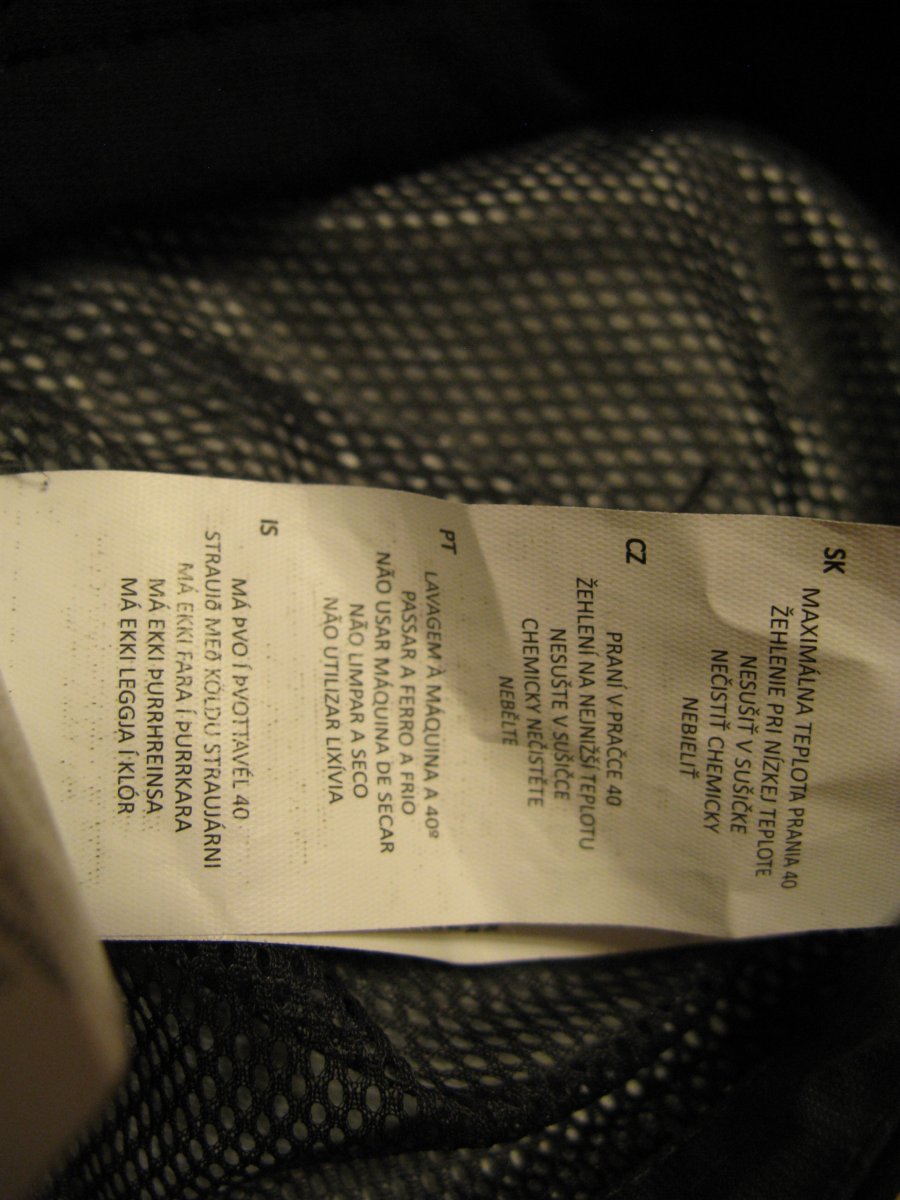 SK
MAXIMÁLNA TEPLOTA PRANIA 40
ŽEHLENIE PRI NÍZKEJ TEPLOTE
NESUŠIŤ V SUŠIČKE
NEČISTIŤ CHEMICKY
NEBIELIŤ
CZ
PRANÍ V PRAČCE 40
ŽEHLENÍ NA NEJNIŽŠÍ TEPLOTU
NESUŠTE V SUŠIČCE
CHEMICKY NEČISTĚTE
NEBĚLTE
PT
LAVAGEM À MÁQUINA A 40º
PASSAR A FERRO A FRIO
NÃO USAR MÁQUINA DE SECAR
NÃO LIMPAR A SECO
NÃO UTILIZAR LIXÍVIA
IS
MÁ ÞVO Í ÞVOTTAVÉL 40
STRAUJIð MEð KÖLDU STRAUJÁRNI
MÁ EKKI FARA Í ÞURRKARA
MÁ EKKI ÞURRHREINSA
MÁ EKKI LEGGJA Í KLÓR